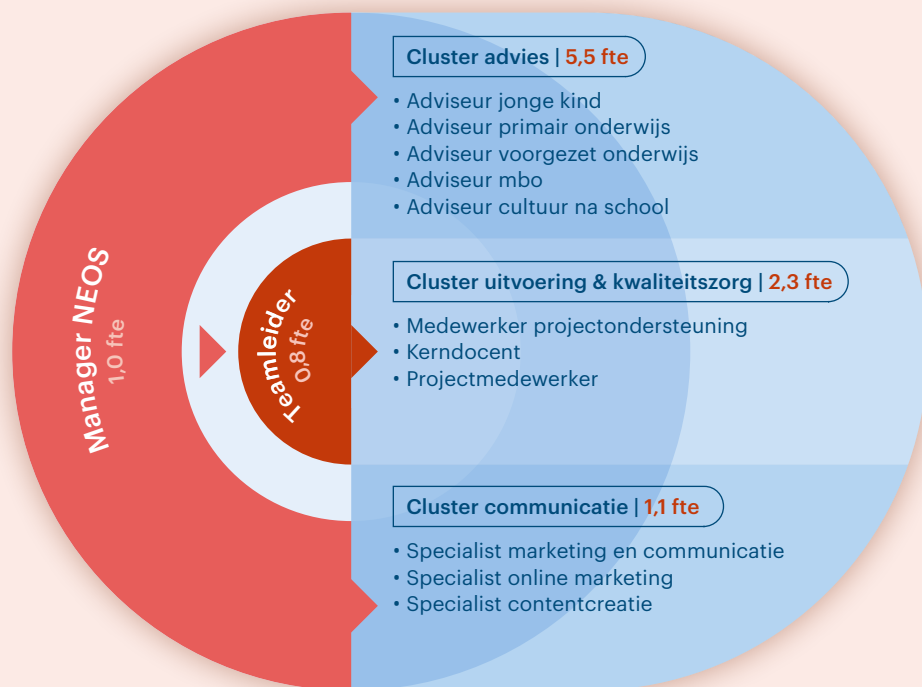 Manager NEOS
1,0 fte
Teamleider
0,8 fte
Cluster advies | 5,5 fte
• Adviseur jonge kind
• Adviseur primair onderwijs
• Adviseur voorgezet onderwijs
• Adviseur mbo
• Adviseur cultuur na school
Cluster uitvoering & kwaliteitszorg | 2,3 fte
• Medewerker projectondersteuning
• Kerndocent
• Projectmedewerker
Cluster communicatie | 1,1 fte
• Specialist marketing en communicatie
• Specialist online marketing
• Specialist contentcreatie